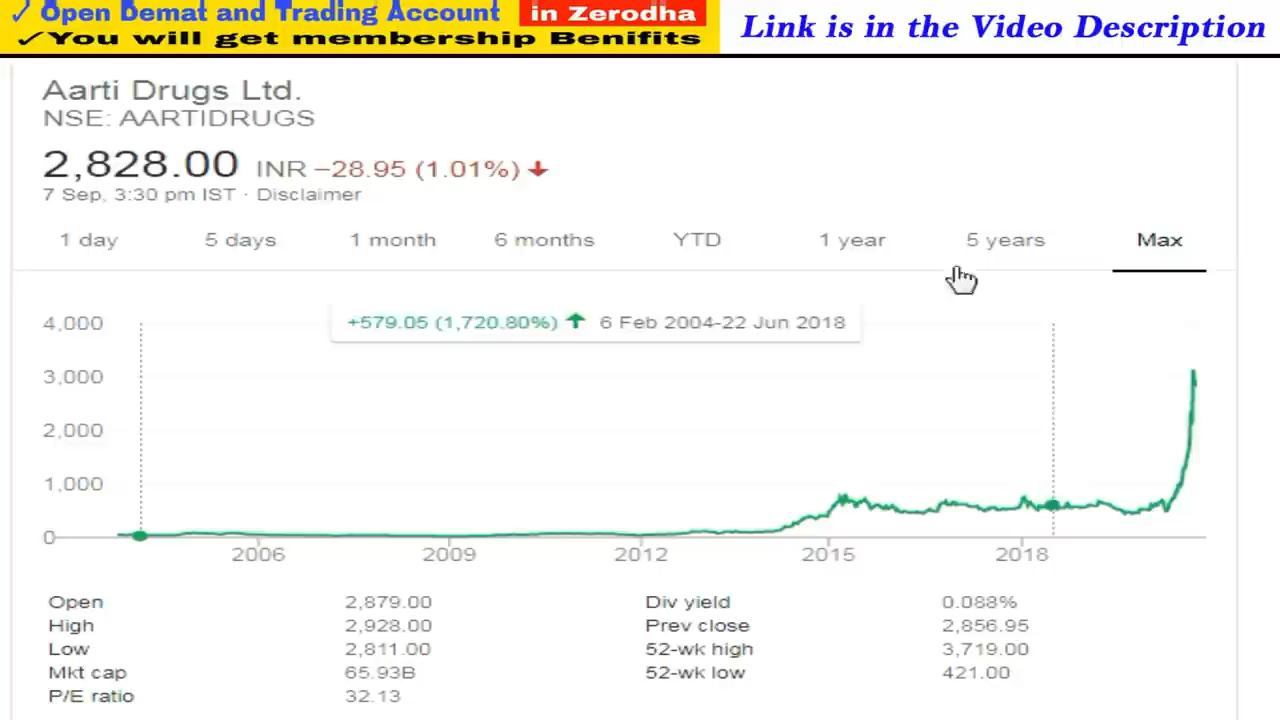 ✓ Open Demat and Trading Account in Zerodha
✓You will get membership Benifits
Link is in the Video Description
Aarti Drugs Ltd.
NSE: AARTIDRUGS
2,828.00 INR −28.95 (1.01%) ↓
7 Sep, 3:30 pm IST · Disclaimer
1 day 5 days 1 month 6 months YTD 1 year 5 years Max
+579.05 (1,720.80%) ↑ 6 Feb 2004-22 Jun 2018
4,000
3,000
2,000
1,000
0
2006 2009 2012 2015 2018
Open 2,879.00 Div yield 0.088%
High 2,928.00 Prev close 2,856.95
Low 2,811.00 52-wk high 3,719.00
Mkt cap 65.93B 52-wk low 421.00
P/E ratio 32.13